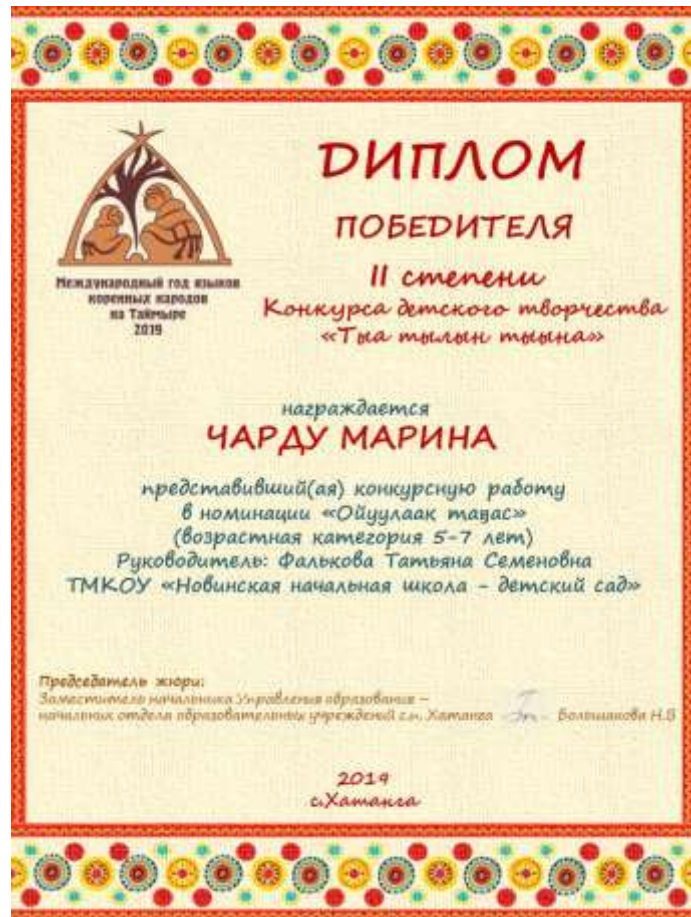 ДИПЛОМ
ПОБЕДИТЕЛЯ
II степени
Конкурса детского творчества
«Тыа тылын тыына»
Международный год языков
коренных народов
на Таймыре
2019
награждается
ЧАРДУ МАРИНА
представивший(ая) конкурсную работу
в номинации «Ойуулаак таҥас»
(возрастная категория 5-7 лет)
Руководитель: Фалькова Татьяна Семеновна
ТМКОУ «Новинская начальная школа - детский сад»
Председатель жюри:
Заместитель начальника Управления образование –
начальник отдела образовательных учреждений с.п. Хатанга Большакова Н.В
2019
с.Хатанга